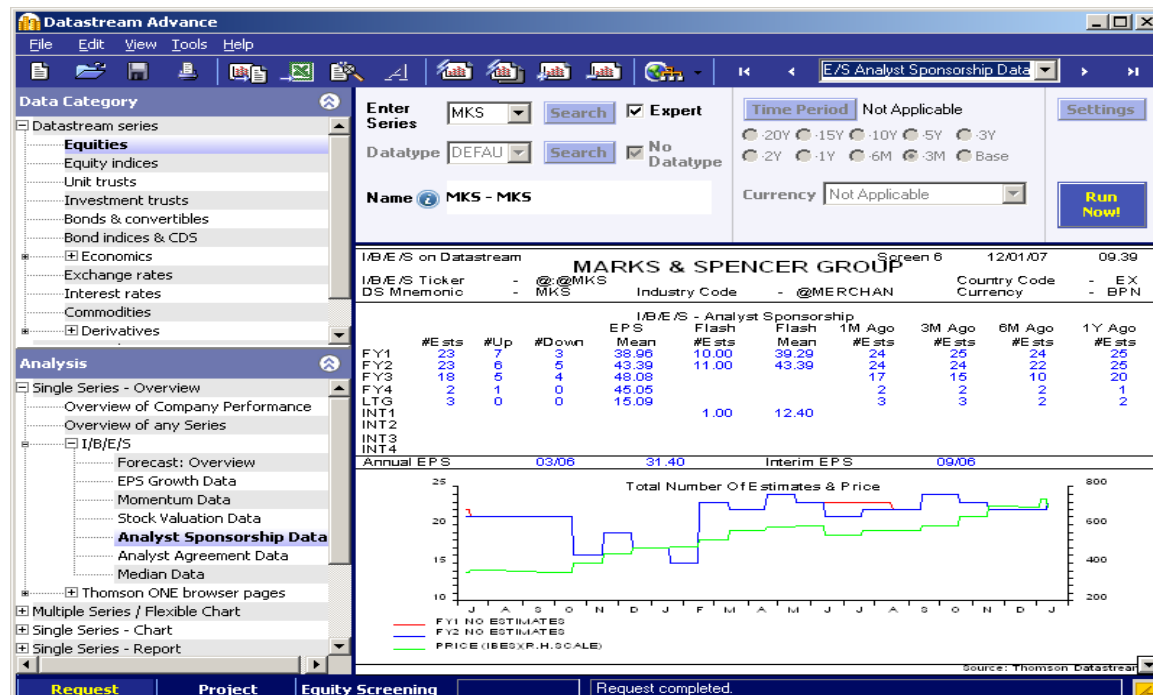 Datastream Advance
File Edit View Tools Help
E/S Analyst Sponsorship Data
Data Category
Datastream series
Equities
Equity indices
Unit trusts
Investment trusts
Bonds & convertibles
Bond indices & CDS
Economics
Exchange rates
Interest rates
Commodities
Derivatives
Analysis
Single Series - Overview
Overview of Company Performance
Overview of any Series
I/B/E/S
Forecast: Overview
EPS Growth Data
Momentum Data
Stock Valuation Data
Analyst Sponsorship Data
Analyst Agreement Data
Median Data
Thomson ONE browser pages
Multiple Series / Flexible Chart
Single Series - Chart
Single Series - Report
Enter Series MKS Search Expert
Datatype DEFAU Search No Datatype
Name MKS - MKS
Time Period Not Applicable
-20Y -15Y -10Y -5Y -3Y
-2Y -1Y -6M -3M Base
Currency Not Applicable
Settings
Run Now!
I/B/E/S on Datastream Screen 6 12/01/07 09.39
MARKS & SPENCER GROUP
I/B/E/S Ticker - @:@MKS Country Code - EX
DS Mnemonic - MKS Industry Code - @MERCHAN Currency - BPN
I/B/E/S - Analyst Sponsorship
EPS Flash Flash 1M Ago 3M Ago 6M Ago 1Y Ago
#Ests #Up #Down Mean #Ests Mean #Ests #Ests #Ests #Ests
FY1 23 7 3 38.96 10.00 39.29 24 25 24 25
FY2 23 6 5 43.39 11.00 43.39 24 24 22 25
FY3 18 5 4 48.08 17 15 10 20
FY4 2 1 0 45.05 2 2 2 1
LTG 3 0 0 15.09 3 3 2 2
INT1 1.00 12.40
INT2
INT3
INT4
Annual EPS 03/06 31.40 Interim EPS 09/06
Total Number Of Estimates & Price
25 800
20 600
15 400
10 200
J A S O N D J F M A M J J A S O N D J
FY1 NO ESTIMATES
FY2 NO ESTIMATES
PRICE (IBES)(R.H.SCALE)
Source: Thomson Datastream
Request Project Equity Screening Request completed.